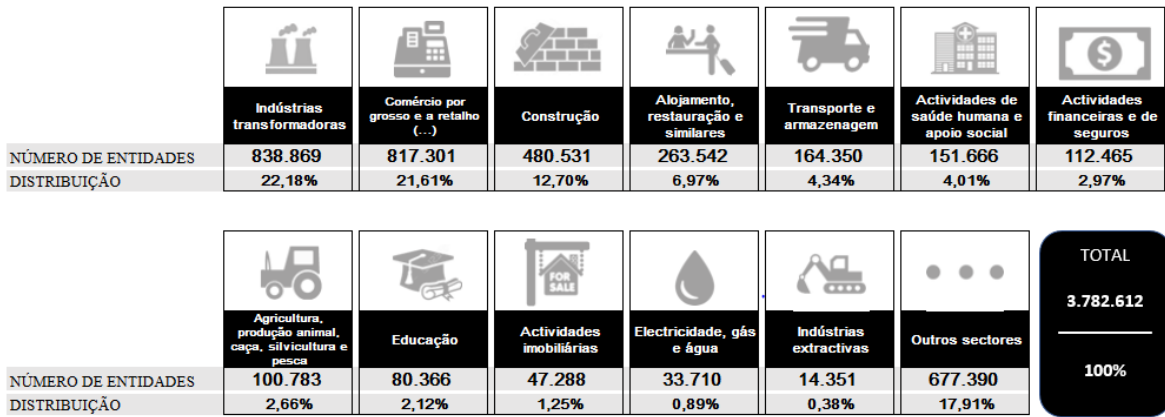 Indústrias
transformadoras
Comércio por
grosso e a retalho
(...)
Construção
Alojamento,
restauração e
similares
Transporte e
armazenagem
Actividades de
saúde humana e
apoio social
Actividades
financeiras e de
seguros
NÚMERO DE ENTIDADES 838.869 817.301 480.531 263.542 164.350 151.666 112.465
DISTRIBUIÇÃO 22,18% 21,61% 12,70% 6,97% 4,34% 4,01% 2,97%
FOR
SALE
Agricultura,
produção animal,
caça, silvicultura e
pesca
Educação
Actividades
imobiliárias
Electricidade, gás
e água
Indústrias
extractivas
Outros sectores
NÚMERO DE ENTIDADES 100.783 80.366 47.288 33.710 14.351 677.390
DISTRIBUIÇÃO 2,66% 2,12% 1,25% 0,89% 0,38% 17,91%
TOTAL
3.782.612
100%